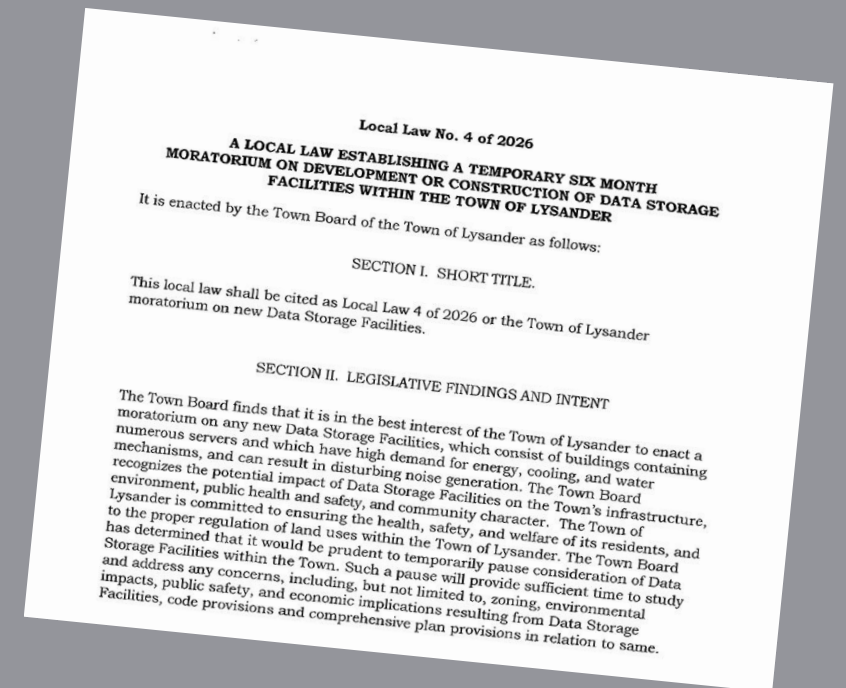 Local Law No. 4 of 2026
A LOCAL LAW ESTABLISHING A TEMPORARY SIX MONTH
MORATORIUM ON DEVELOPMENT OR CONSTRUCTION OF DATA STORAGE
FACILITIES WITHIN THE TOWN OF LYSANDER
It is enacted by the Town Board of the Town of Lysander as follows:
SECTION I. SHORT TITLE.
This local law shall be cited as Local Law 4 of 2026 or the Town of Lysander
moratorium on new Data Storage Facilities.
SECTION II. LEGISLATIVE FINDINGS AND INTENT
The Town Board finds that it is in the best interest of the Town of Lysander to enact a
moratorium on any new Data Storage Facilities, which consist of buildings containing
numerous servers and which have high demand for energy, cooling, and water
mechanisms, and can result in disturbing noise generation. The Town Board
recognizes the potential impact of Data Storage Facilities on the Town's infrastructure,
environment, public health and safety, and community character. The Town of
Lysander is committed to ensuring the health, safety, and welfare of its residents, and
to the proper regulation of land uses within the Town of Lysander. The Town Board
has determined that it would be prudent to temporarily pause consideration of Data
Storage Facilities within the Town. Such a pause will provide sufficient time to study
and address any concerns, including, but not limited to, zoning, environmental
impacts, public safety, and economic implications resulting from Data Storage
Facilities, code provisions and comprehensive plan provisions in relation to same.